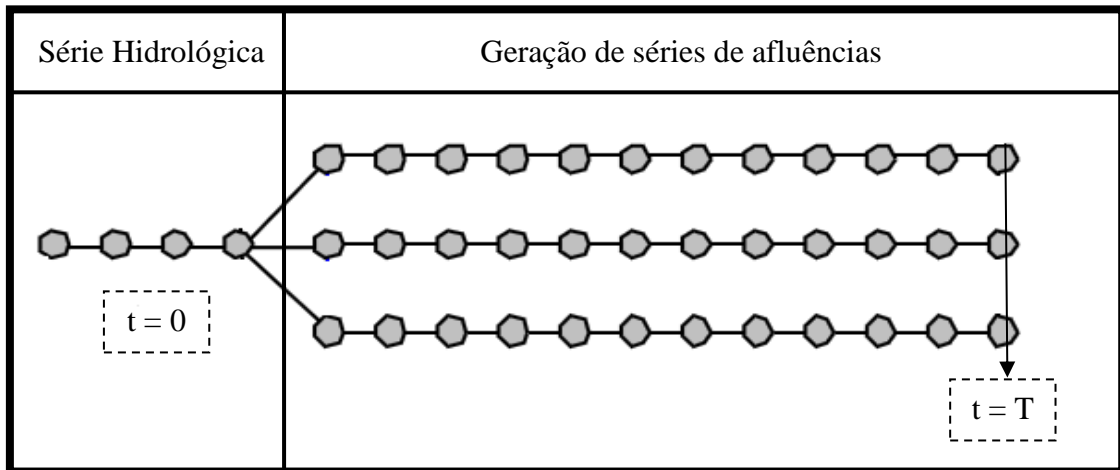 Série Hidrológica
Geração de séries de afluências
t = 0
t = T